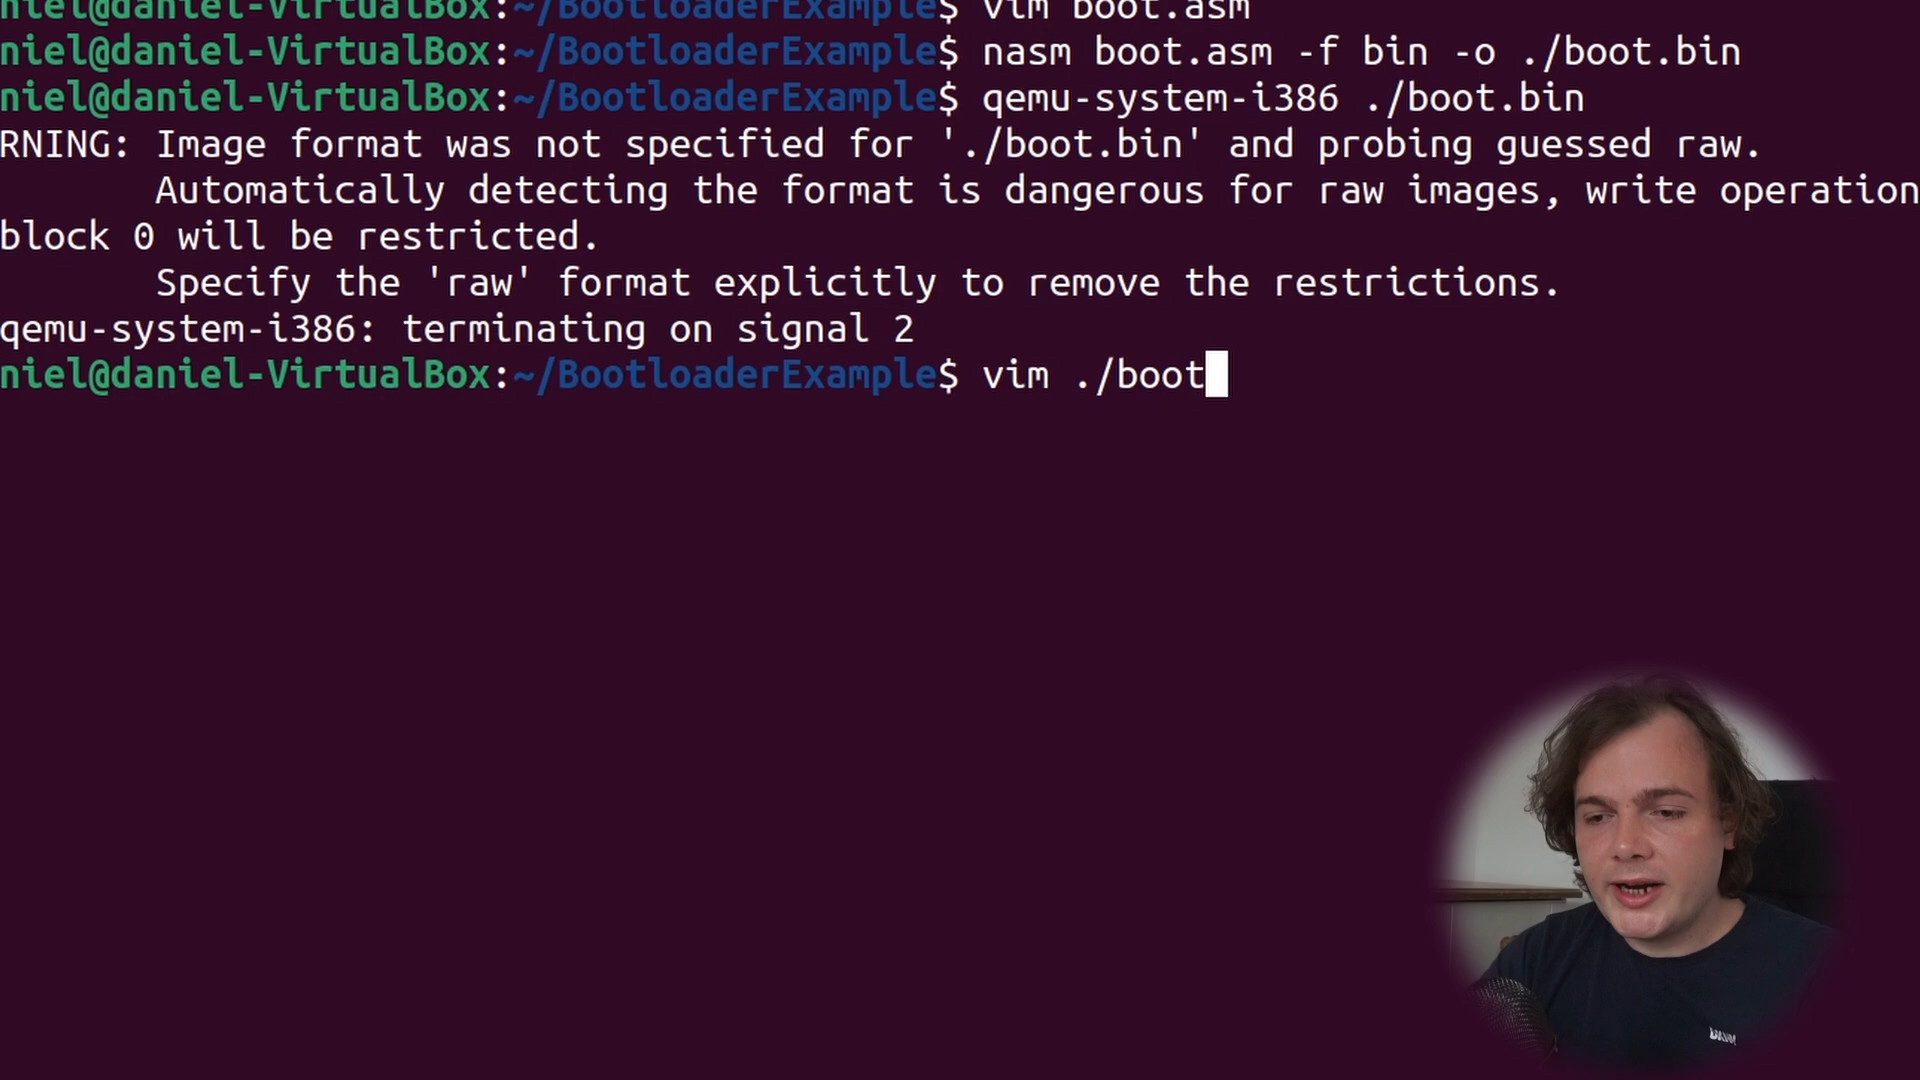 niel@daniel-VirtualBox:~/BootloaderExample$ vim boot.asm
niel@daniel-VirtualBox:~/BootloaderExample$ nasm boot.asm -f bin -o ./boot.bin
niel@daniel-VirtualBox:~/BootloaderExample$ qemu-system-i386 ./boot.bin
RNING: Image format was not specified for './boot.bin' and probing guessed raw.
Automatically detecting the format is dangerous for raw images, write operation
block 0 will be restricted.
Specify the 'raw' format explicitly to remove the restrictions.
qemu-system-i386: terminating on signal 2
niel@daniel-VirtualBox:~/BootloaderExample$ vim ./boot